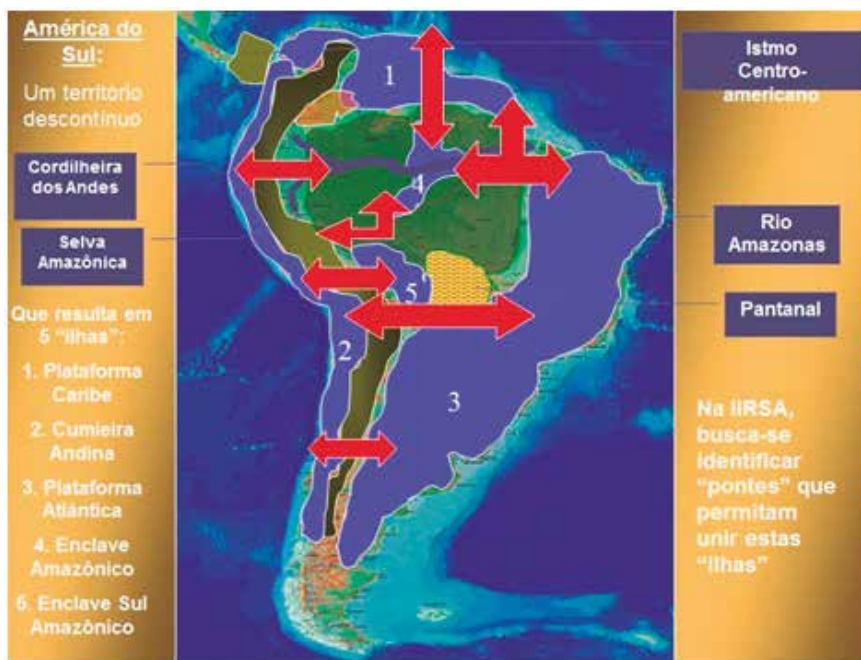 América do
Sul:
Um território
descontínuo
Cordilheira
dos Andes
Selva
Amazônica
Que resulta em
5 “ilhas”:
1. Plataforma
Caribe
2. Cumieira
Andina
3. Plataforma
Atlántica
4. Enclave
Amazônico
5. Enclave Sul
Amazônico
1
4
5
2
3
Istmo
Centro-
americano
Rio
Amazonas
Pantanal
Na IIRSA,
busca-se
identificar
“pontes” que
permitam
unir estas
“ilhas”